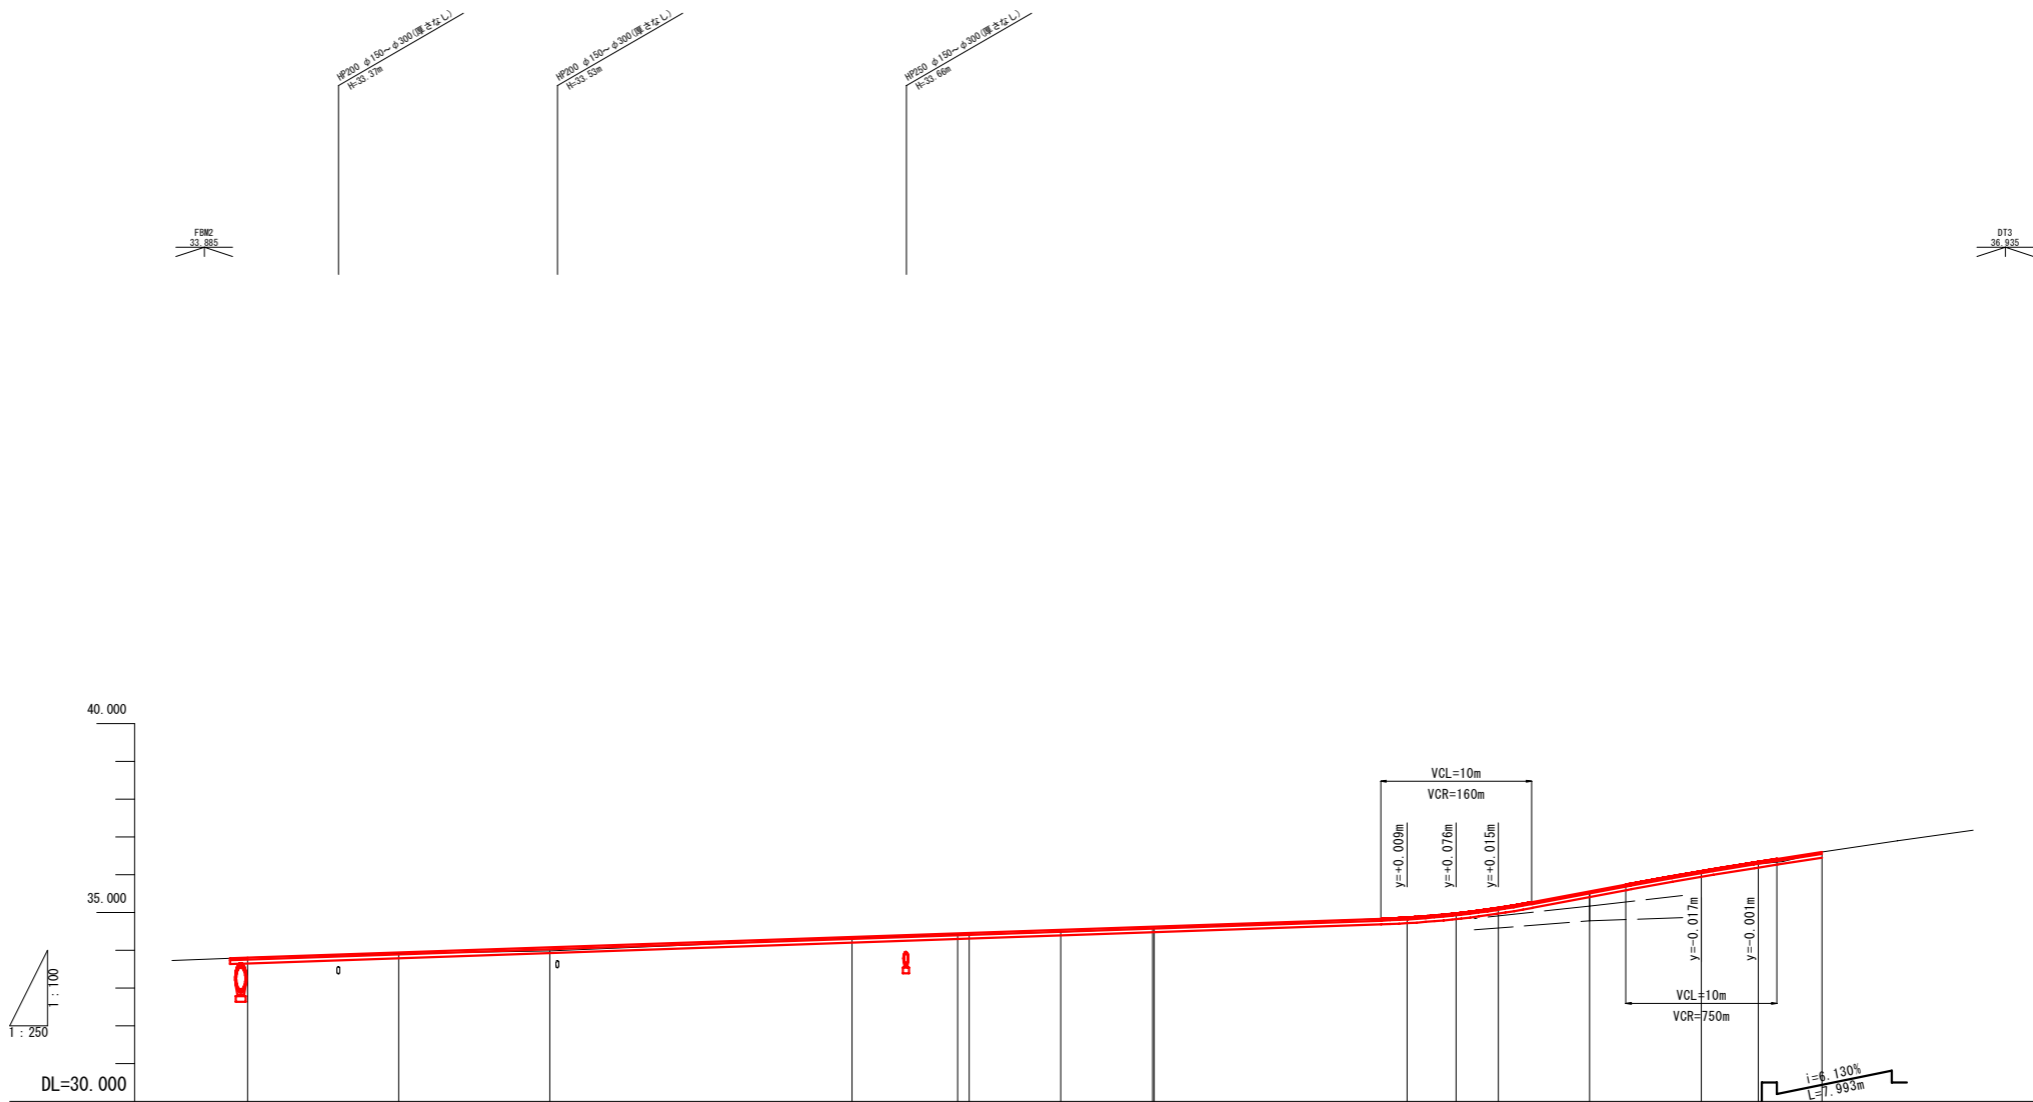 HP200 φ150～φ300(厚さなし)
H=33.37m
HP200 φ150～φ300(厚さなし)
H=33.53m
HP250 φ150～φ300(厚さなし)
H=33.66m
FBM2
33.885
DT3
36.935
40.000
35.000
DL=30.000
1 : 100
1 : 250
VCL=10m
VCR=160m
y=+0.009m
y=+0.076m
y=+0.015m
y=-0.017m
y=-0.001m
VCL=10m
VCR=750m
i=6.130%
L=7.993m